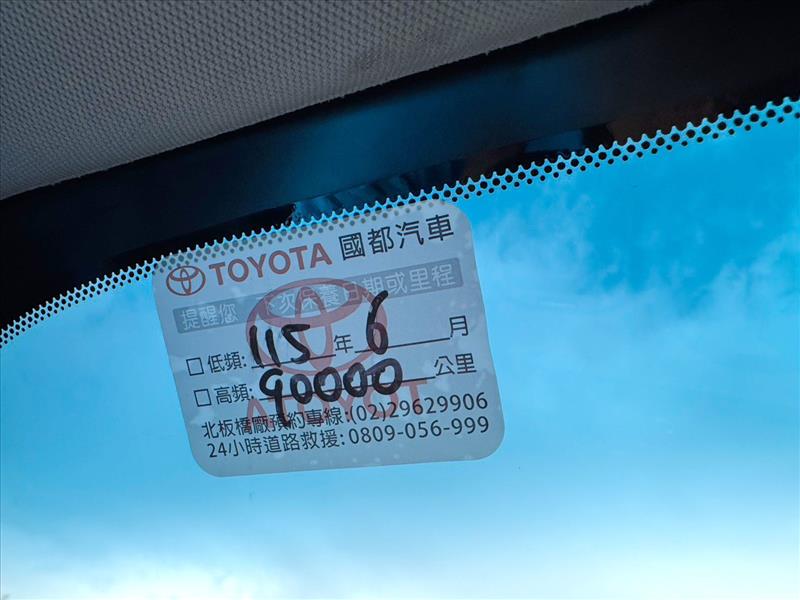 TOYOTA 國都汽車
提醒您 下次保養日期或里程
□低頻: 115 年 6 月
□高頻: 90000 公里
北板橋廠預約專線:(02)29629906
24小時道路救援:0809-056-999
TOYOTA